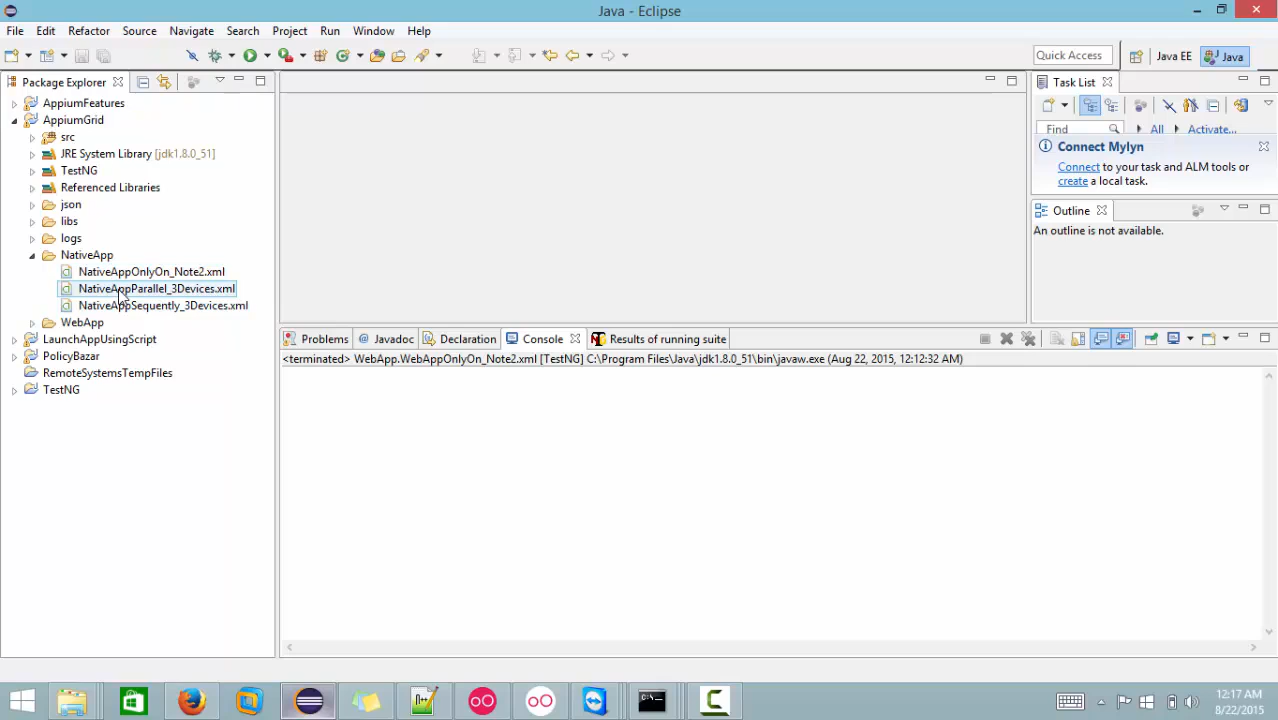 Java - Eclipse
File Edit Refactor Source Navigate Search Project Run Window Help
Quick Access
Java EE
Java
Package Explorer
AppiumFeatures
AppiumGrid
src
JRE System Library [jdk1.8.0_51]
TestNG
Referenced Libraries
json
libs
logs
NativeApp
NativeAppOnlyOn_Note2.xml
NativeAppParallel_3Devices.xml
NativeAppSequently_3Devices.xml
WebApp
LaunchAppUsingScript
PolicyBazar
RemoteSystemsTempFiles
TestNG
Task List
Find All Activate...
Connect Mylyn
Connect to your task and ALM tools or
create a local task.
Outline
An outline is not available.
Problems @ Javadoc Declaration Console Results of running suite
<terminated> WebApp.WebAppOnlyOn_Note2.xml [TestNG] C:\Program Files\Java\jdk1.8.0_51\bin\javaw.exe (Aug 22, 2015, 12:12:32 AM)
12:17 AM
8/22/2015